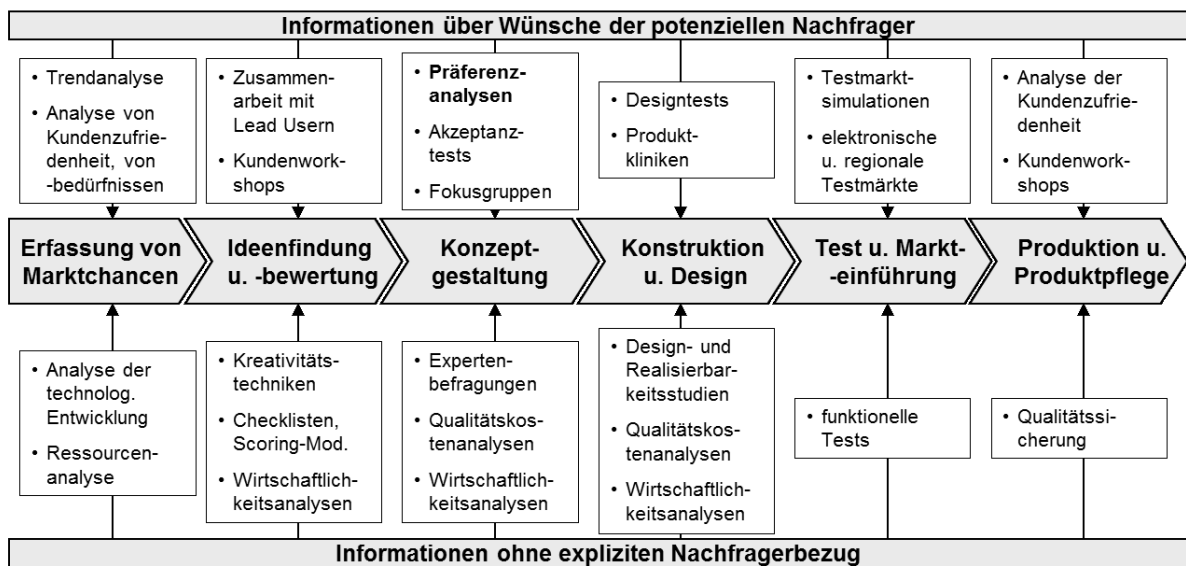 Informationen über Wünsche der potenziellen Nachfrager
• Trendanalyse
• Analyse von
Kundenzufrie-
denheit, von
-bedürfnissen
• Zusammen-
arbeit mit
Lead Usern
• Kundenwork-
shops
• Präferenz-
analysen
• Akzeptanz-
tests
• Fokusgruppen
• Designtests
• Produkt-
kliniken
• Testmarkt-
simulationen
• elektronische
u. regionale
Testmärkte
• Analyse der
Kundenzufrie-
denheit
• Kundenwork-
shops
Erfassung von
Marktchancen
Ideenfindung
u. -bewertung
Konzept-
gestaltung
Konstruktion
u. Design
Test u. Markt-
-einführung
Produktion u.
Produktpflege
• Analyse der
technolog.
Entwicklung
• Ressourcen-
analyse
• Kreativitäts-
techniken
• Checklisten,
Scoring-Mod.
• Wirtschaftlich-
keitsanalysen
• Experten-
befragungen
• Qualitätskos-
tenanalysen
• Wirtschaftlich-
keitsanalysen
• Design- und
Realisierbar-
keitsstudien
• Qualitätskos-
tenanalysen
• Wirtschaftlich-
keitsanalysen
• funktionelle
Tests
• Qualitätssi-
cherung
Informationen ohne expliziten Nachfragerbezug